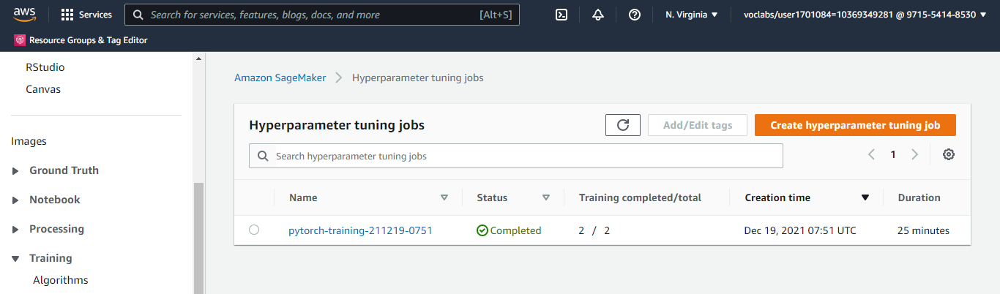 aws Services Search for services, features, blogs, docs, and more [Alt+S] N. Virginia voclabs/user1701084=10369349281 @ 9715-5414-8530
Resource Groups & Tag Editor
RStudio
Canvas
Images
Ground Truth
Notebook
Processing
Training
Algorithms
Amazon SageMaker Hyperparameter tuning jobs
Hyperparameter tuning jobs Add/Edit tags Create hyperparameter tuning job
Search hyperparameter tuning jobs 1
Name Status Training completed/total Creation time Duration
pytorch-training-211219-0751 Completed 2 / 2 Dec 19, 2021 07:51 UTC 25 minutes